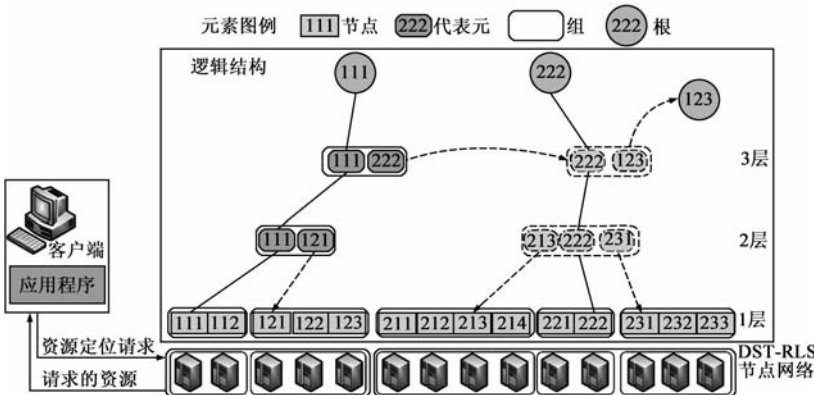 元素图例 111 节点 222 代表元 组 222 根
逻辑结构
111 222 123
111 222 222 123 3层
111 121 213 222 231 2层
111 112 121 122 123 211 212 213 214 221 222 231 232 233 1层
客户端
应用程序
资源定位请求
请求的资源
DST-RLS
节点网络